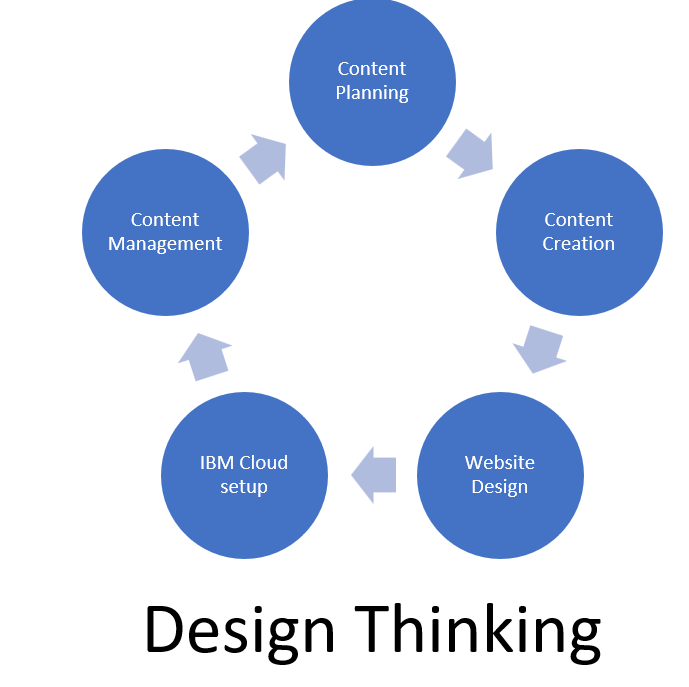 Content
Planning
Content
Creation
Website
Design
IBM Cloud
setup
Content
Management
Design Thinking